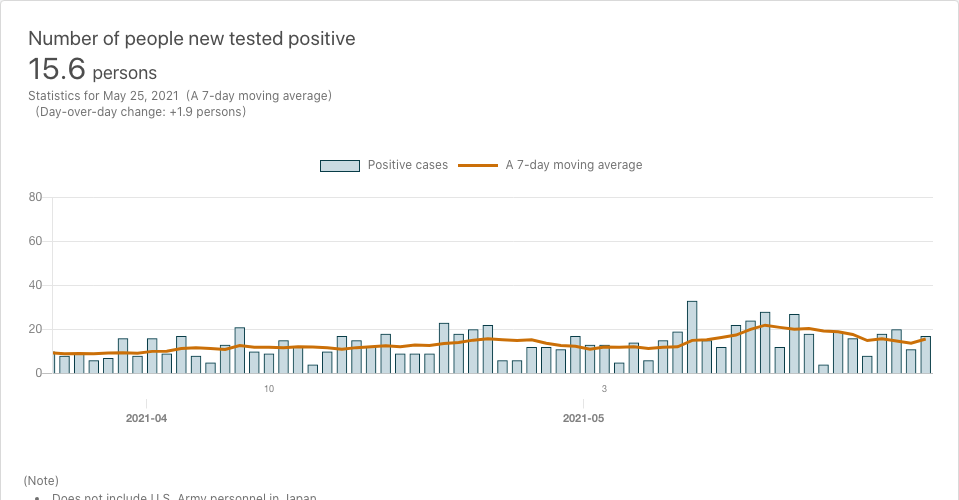 Number of people new tested positive
15.6 persons
Statistics for May 25, 2021 (A 7-day moving average)
(Day-over-day change: +1.9 persons)
Positive cases A 7-day moving average
80
60
40
20
0
10 3
2021-04 2021-05
(Note)
• Does not include U.S. Army personnel in Japan